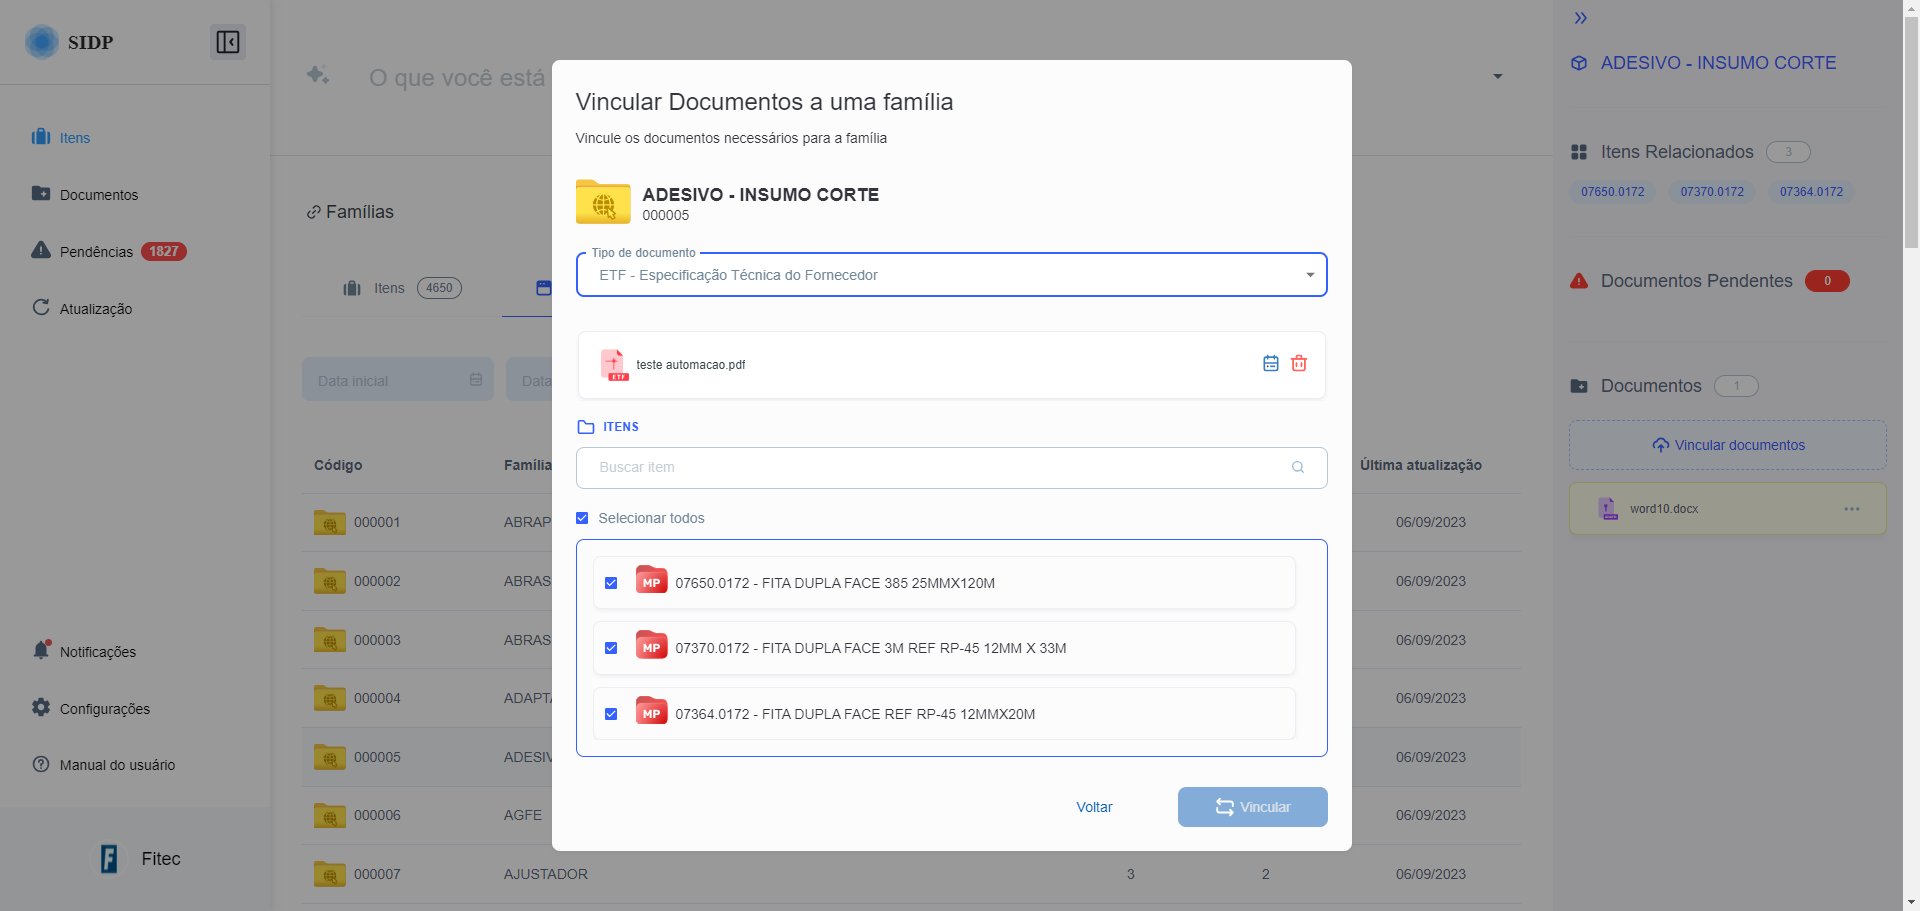 SIDP
Itens
Documentos
Pendências 1827
Atualização
Notificações
Configurações
Manual do usuário
Fitec
O que você está
Famílias
Itens 4650
Data inicial
Data
Código
Família
Última atualização
000001
ABRAP
06/09/2023
000002
ABRAS
06/09/2023
000003
ABRAS
06/09/2023
000004
ADAPTA
06/09/2023
000005
ADESIV
06/09/2023
000006
AGFE
06/09/2023
000007
AJUSTADOR
3
2
06/09/2023
Vincular Documentos a uma família
Vincule os documentos necessários para a família
ADESIVO - INSUMO CORTE
000005
Tipo de documento
ETF - Especificação Técnica do Fornecedor
ETF
teste automacao.pdf
ITENS
Buscar item
Selecionar todos
MP 07650.0172 - FITA DUPLA FACE 385 25MMX120M
MP 07370.0172 - FITA DUPLA FACE 3M REF RP-45 12MM X 33M
MP 07364.0172 - FITA DUPLA FACE REF RP-45 12MMX20M
Voltar
Vincular
ADESIVO - INSUMO CORTE
Itens Relacionados 3
07650.0172 07370.0172 07364.0172
Documentos Pendentes 0
Documentos 1
Vincular documentos
word10.docx